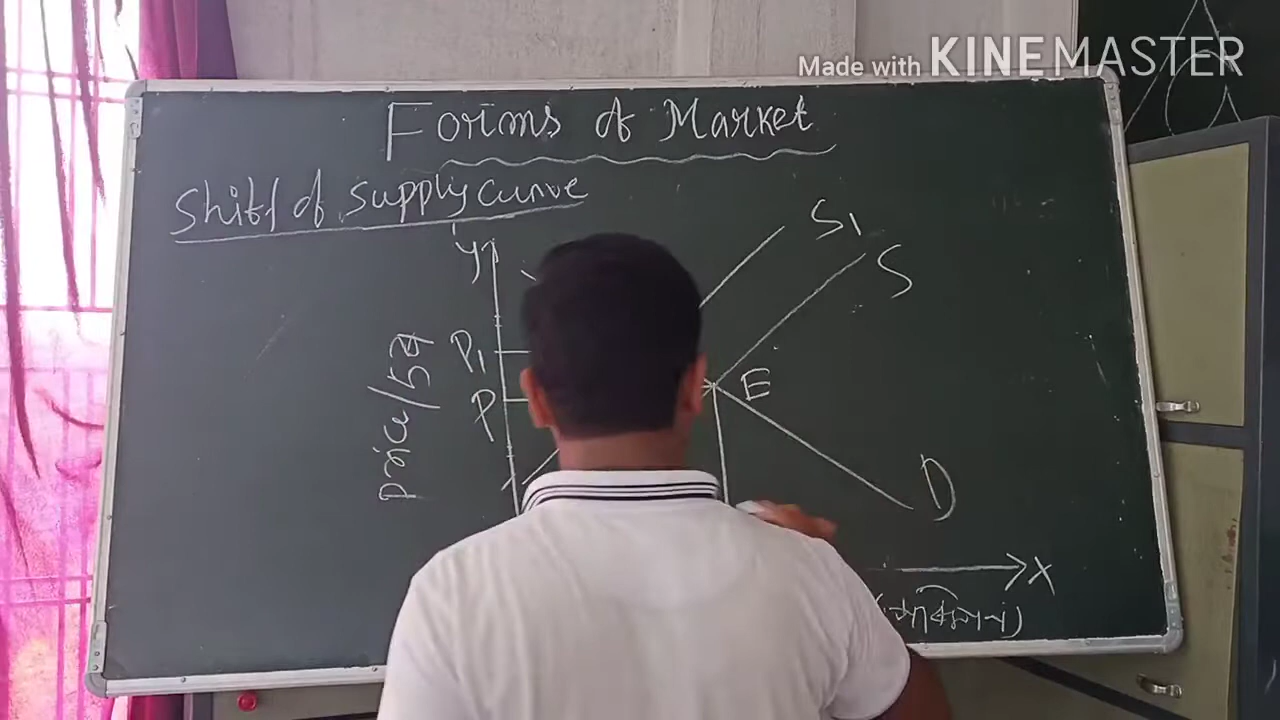 Made with KINEMASTER
Forms of Market
Shift of supply curve
y
S1
S
P1
P
E
Price/
D
X